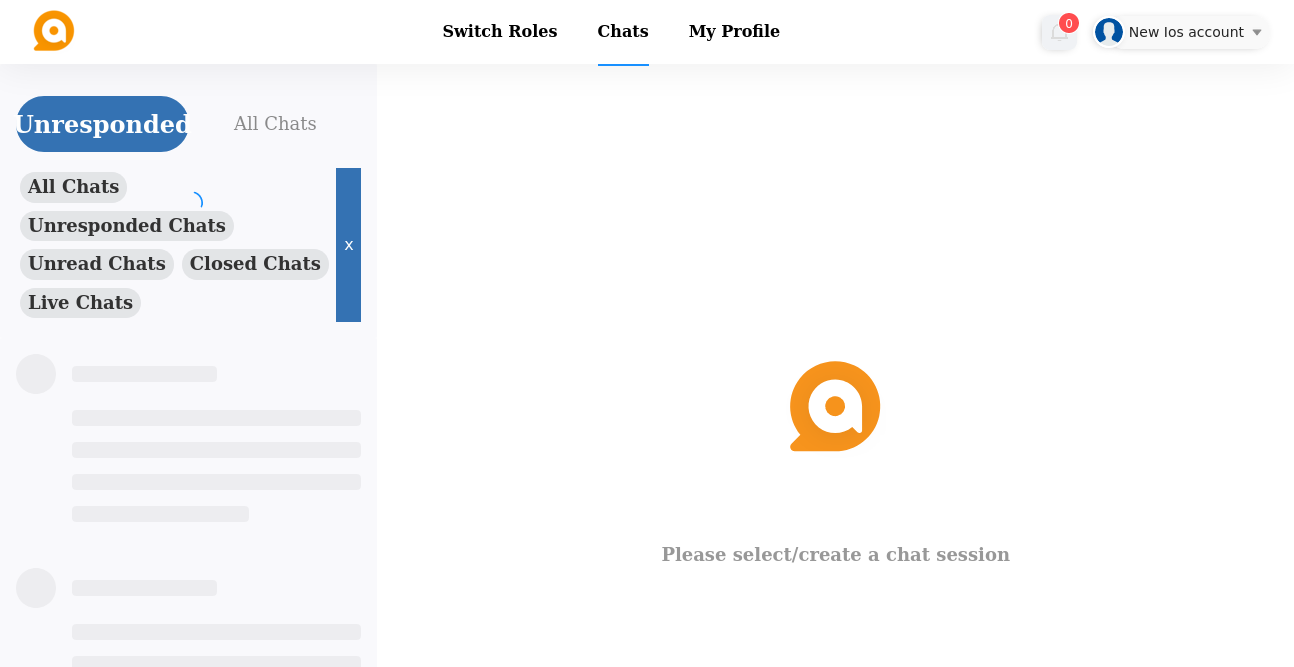 Switch Roles Chats My Profile
0
New Ios account
Unresponded All Chats
All Chats
Unresponded Chats
Unread Chats Closed Chats
Live Chats
x
Please select/create a chat session